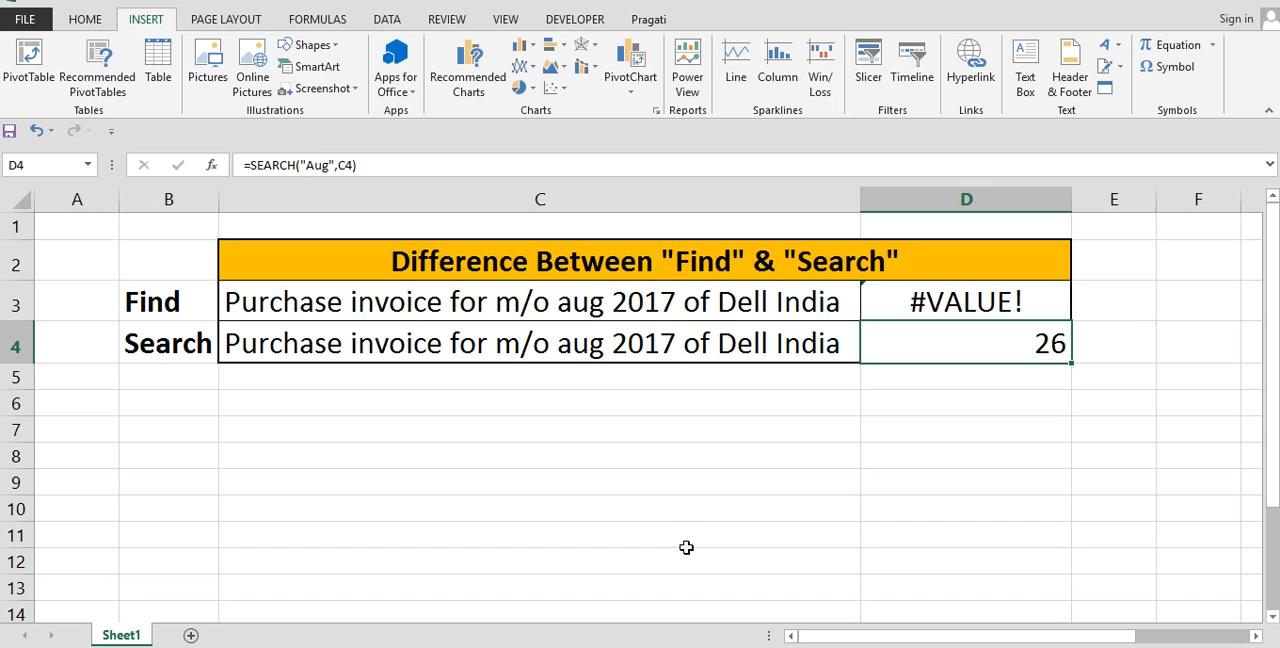 FILE HOME INSERT PAGE LAYOUT FORMULAS DATA REVIEW VIEW DEVELOPER Pragati Sign in
PivotTable Recommended PivotTables Table
Tables
Pictures Online Pictures Shapes SmartArt Screenshot
Illustrations
Apps for Office
Apps
Recommended Charts PivotChart
Charts
Power View
Reports
Line Column Win/ Loss
Sparklines
Slicer Timeline
Filters
Hyperlink
Links
Text Box Header & Footer
Text
π Equation
Ω Symbol
Symbols
D4 fx =SEARCH("Aug",C4)
A B C D E F
1
2 Difference Between "Find" & "Search"
3 Find Purchase invoice for m/o aug 2017 of Dell India #VALUE!
4 Search Purchase invoice for m/o aug 2017 of Dell India 26
5
6
7
8
9
10
11
12
13
14
Sheet1